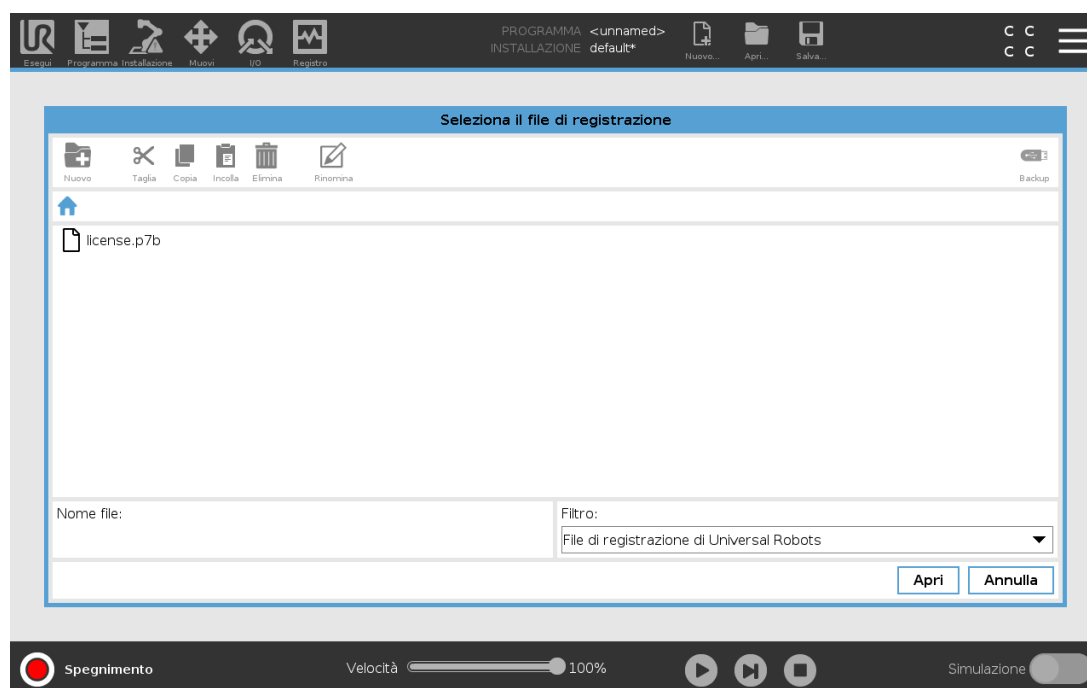 UR
PROGRAMMA <unnamed>
INSTALLAZIONE default*
C C
C C
Esegui Programma Installazione Muovi I/O Registro Nuovo... Apri... Salva...
Seleziona il file di registrazione
Nuovo Taglia Copia Incolla Elimina Rinomina Backup
license.p7b
Nome file: Filtro:
File di registrazione di Universal Robots
Apri Annulla
Spegnimento Velocità 100% Simulazione